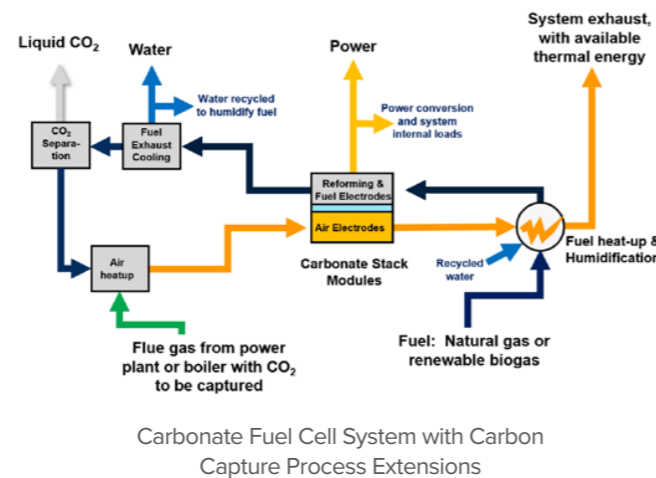 System exhaust,
with available
thermal energy
Liquid CO₂
Water
Power
Water recycled
to humidify fuel
Power conversion
and system
internal loads
CO₂
Separa-
tion
Fuel
Exhaust
Cooling
Reforming &
Fuel Electrodes
Air Electrodes
Carbonate Stack
Modules
Recycled
water
Fuel heat-up &
Humidification
Air
heatup
Flue gas from power
plant or boiler with CO₂
to be captured
Fuel: Natural gas or
renewable biogas
Carbonate Fuel Cell System with Carbon
Capture Process Extensions